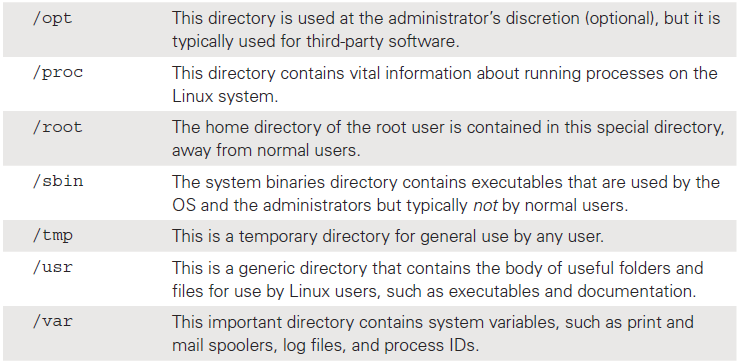 /opt This directory is used at the administrator’s discretion (optional), but it is
typically used for third-party software.
/proc This directory contains vital information about running processes on the
Linux system.
/root The home directory of the root user is contained in this special directory,
away from normal users.
/sbin The system binaries directory contains executables that are used by the
OS and the administrators but typically not by normal users.
/tmp This is a temporary directory for general use by any user.
/usr This is a generic directory that contains the body of useful folders and
files for use by Linux users, such as executables and documentation.
/var This important directory contains system variables, such as print and
mail spoolers, log files, and process IDs.